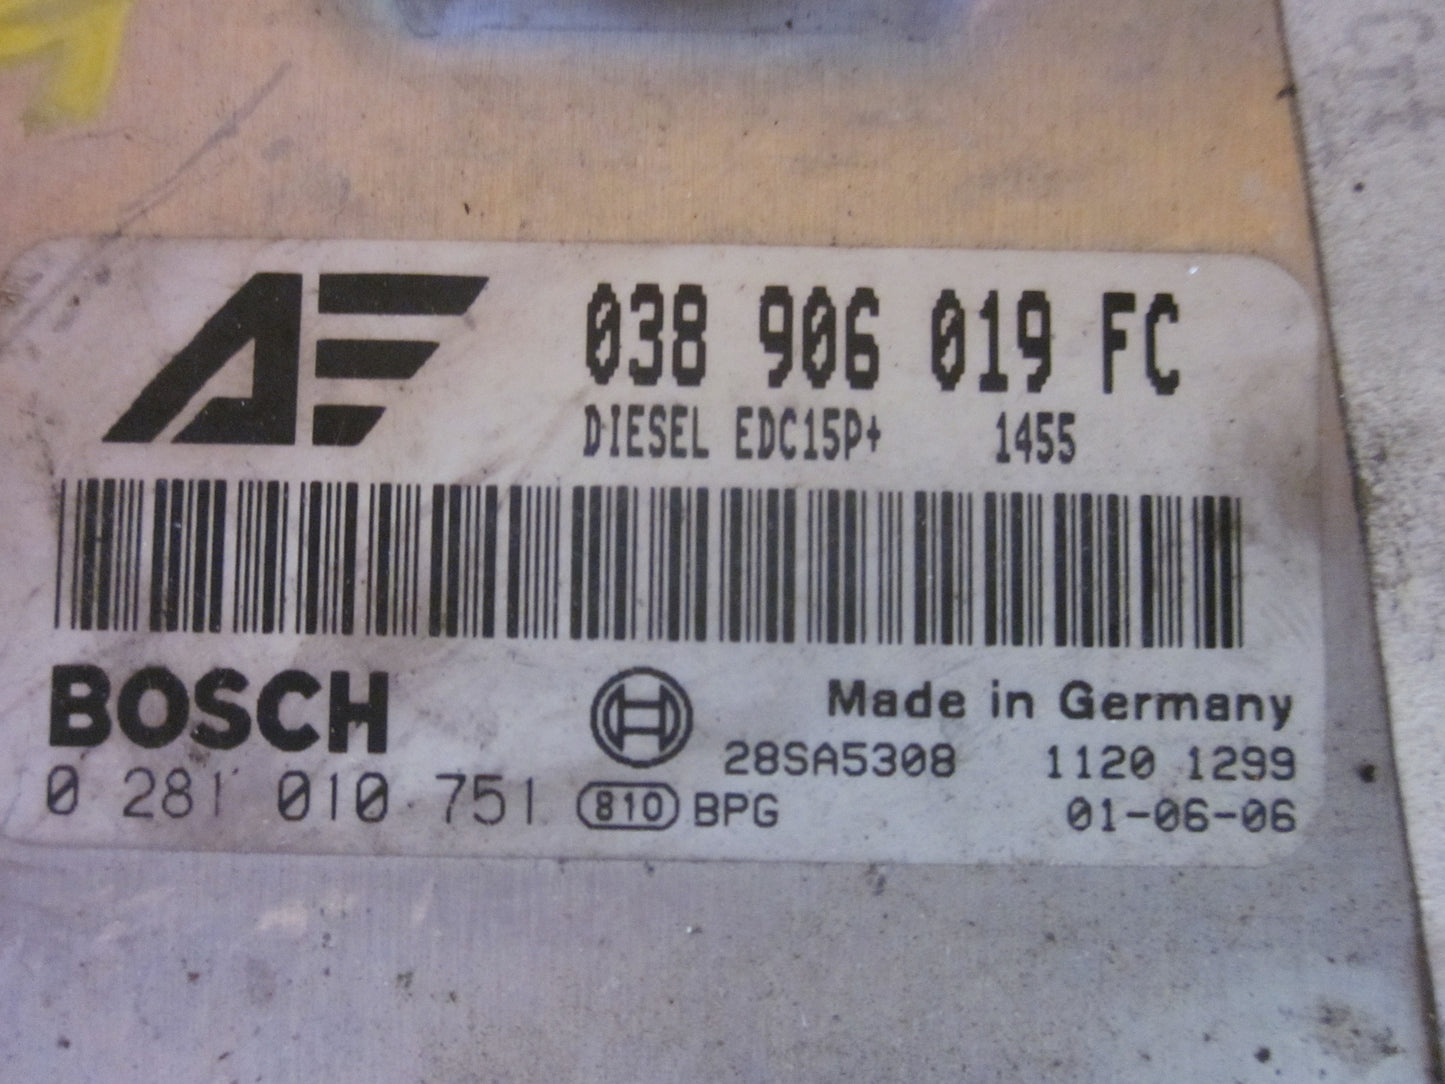 AF 038 906 019 FC
DIESEL EDC15P+ 1455
BOSCH
Made in Germany
28SA5308 1120 1299
0 281 010 751 810 BPG 01-06-06